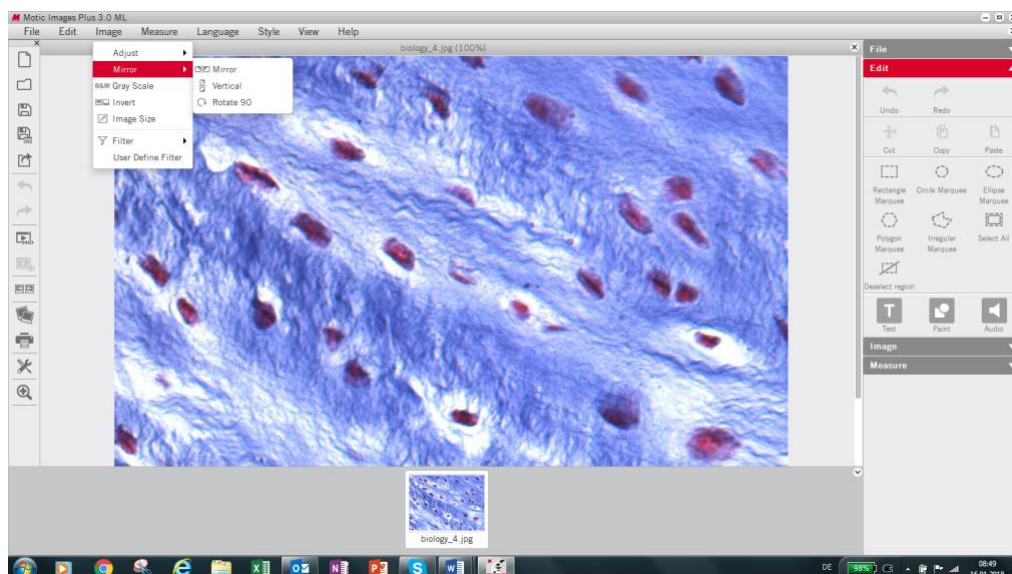 Motic Images Plus 3.0 ML
File Edit Image Measure Language Style View Help
biology_4.jpg (100%)
Adjust
Mirror
B&W Gray Scale
Invert
Image Size
Filter
User Define Filter
Mirror
Vertical
Rotate 90
File
Edit
Undo Redo
Cut Copy Paste
Rectangle Marquee
Circle Marquee
Ellipse Marquee
Polygon Marquee
Irregular Marquee
Select All
Deselect region
Text Paint Audio
Image
Measure
biology_4.jpg
DE 98% 08:49
16.01.2018